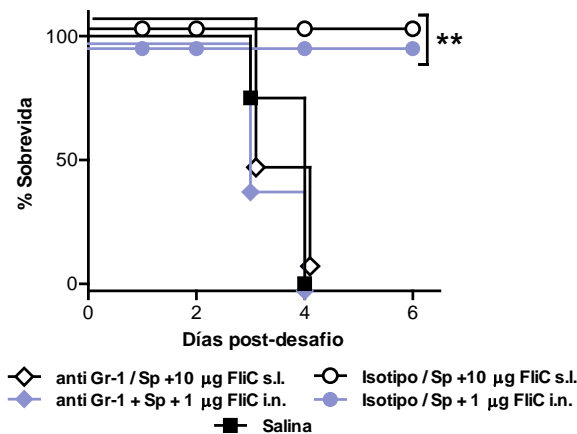 100
50
0
% Sobrevida
**
0 2 4 6
Días post-desafio
anti Gr-1 / Sp +10 µg FliC s.l.
Isotipo / Sp +10 µg FliC s.l.
anti Gr-1 + Sp + 1 µg FliC i.n.
Isotipo / Sp + 1 µg FliC i.n.
Salina